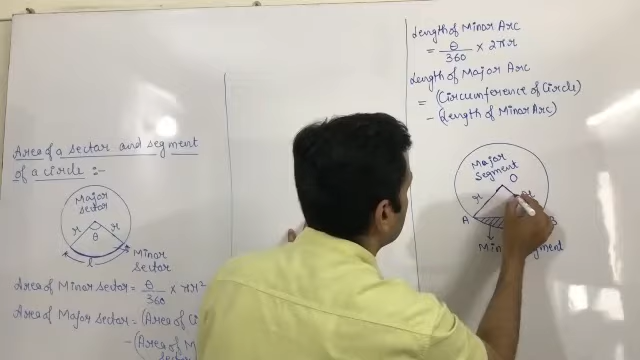 Area of a sector and segment
of a circle :-
Major
sector
r r
θ
Minor
sector
Area of Minor sector = θ/360 × πr²
Area of Major sector = (Area of
- (Area of
Length of Minor Arc
= θ/360 × 2πr
Length of Major Arc
= (Circumference of Circle)
- (Length of Minor Arc)
Major
Segment
O
r r
A B